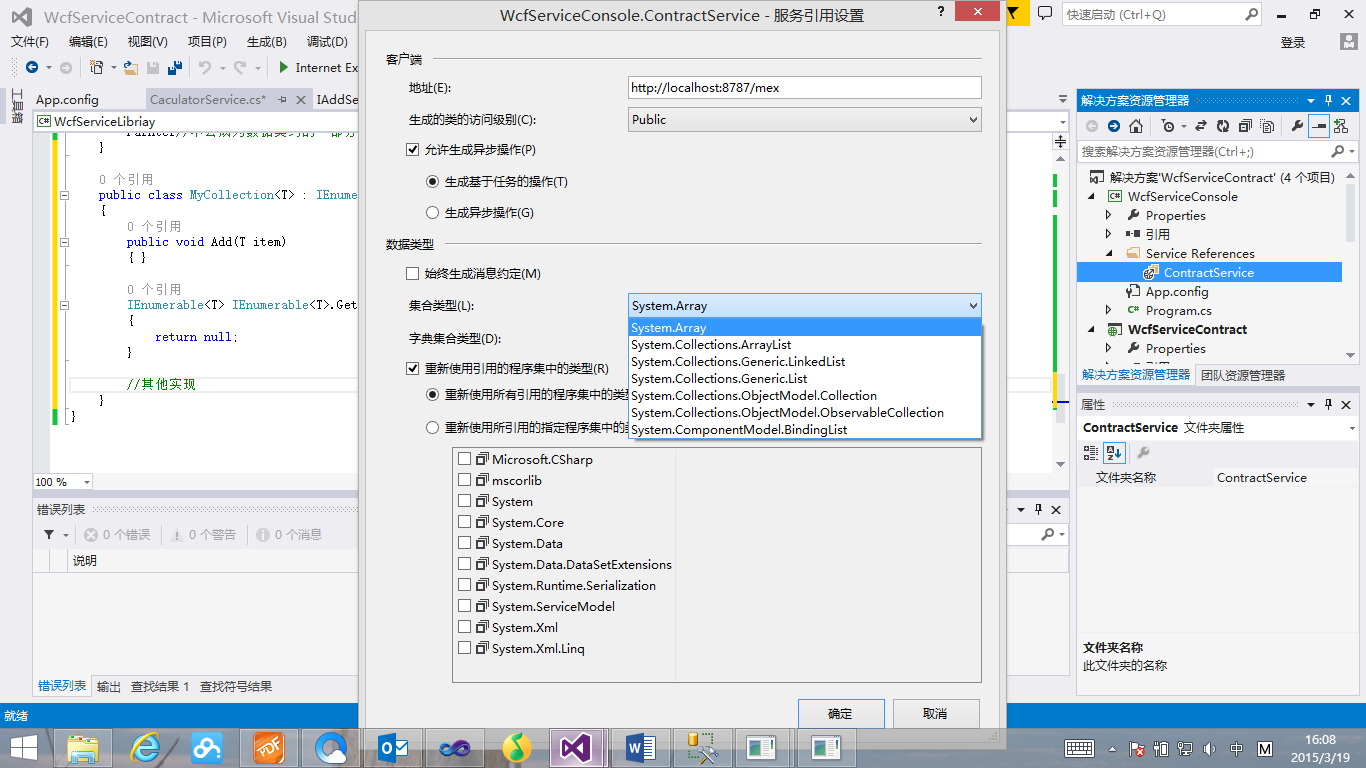 WcfServiceContract - Microsoft Visual Stud
WcfServiceConsole.ContractService - 服务引用设置
快速启动 (Ctrl+Q)
文件(F) 编辑(E) 视图(V) 项目(P) 生成(B) 调试(D)
登录
Internet Ex
工具箱
App.config CaculatorService.cs* IAddSe
WcfServiceLibriay
}
0 个引用
public class MyCollection<T> : IEnume
{
0 个引用
public void Add(T item)
{ }
0 个引用
IEnumerable<T> IEnumerable<T>.Get
{
return null;
}
//其他实现
}
}
100 %
错误列表
0 个错误 0 个警告 0 个消息
说明
错误列表 输出 查找结果 1 查找符号结果
就绪
客户端
地址(E): http://localhost:8787/mex
生成的类的访问级别(C): Public
允许生成异步操作(P)
生成基于任务的操作(T)
生成异步操作(G)
数据类型
始终生成消息约定(M)
集合类型(L): System.Array
System.Array
System.Collections.ArrayList
System.Collections.Generic.LinkedList
System.Collections.Generic.List
System.Collections.ObjectModel.Collection
System.Collections.ObjectModel.ObservableCollection
System.ComponentModel.BindingList
字典集合类型(D):
重新使用引用的程序集中的类型(R)
重新使用所有引用的程序集中的类
重新使用所引用的指定程序集中的
Microsoft.CSharp
mscorlib
System
System.Core
System.Data
System.Data.DataSetExtensions
System.Runtime.Serialization
System.ServiceModel
System.Xml
System.Xml.Linq
确定 取消
解决方案资源管理器
搜索解决方案资源管理器(Ctrl+;)
解决方案'WcfServiceContract' (4 个项目)
WcfServiceConsole
Properties
引用
Service References
ContractService
App.config
Program.cs
WcfServiceContract
Properties
解决方案资源管理器 团队资源管理器
属性
ContractService 文件夹属性
文件夹名称 ContractService
文件夹名称
此文件夹的名称
PDF
中 M
16:08
2015/3/19